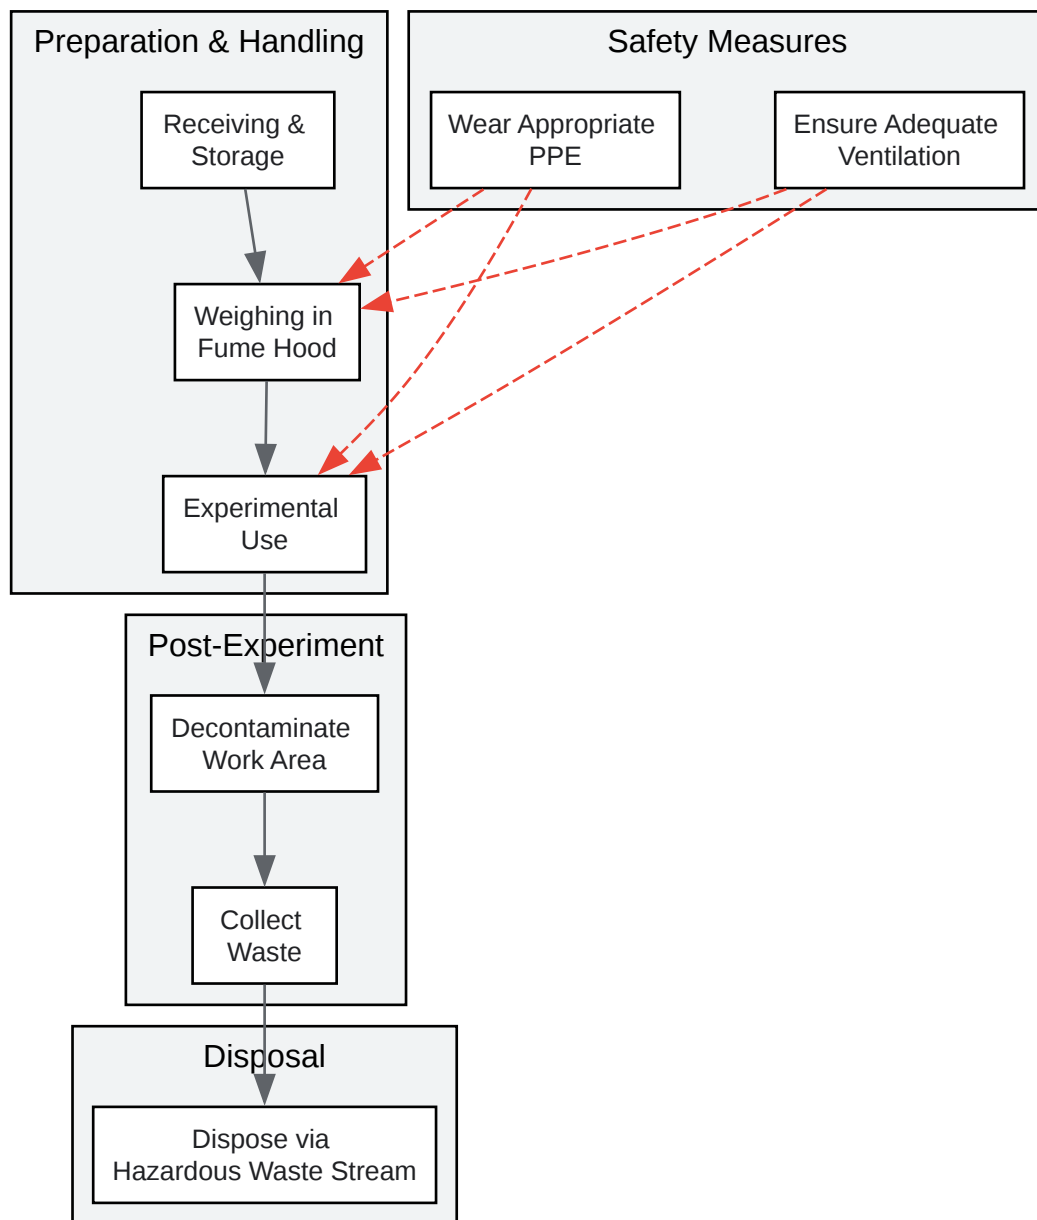 Preparation & Handling
Receiving &
Storage
Weighing in
Fume Hood
Experimental
Use
Safety Measures
Wear Appropriate
PPE
Ensure Adequate
Ventilation
Post-Experiment
Decontaminate
Work Area
Collect
Waste
Disposal
Dispose via
Hazardous Waste Stream